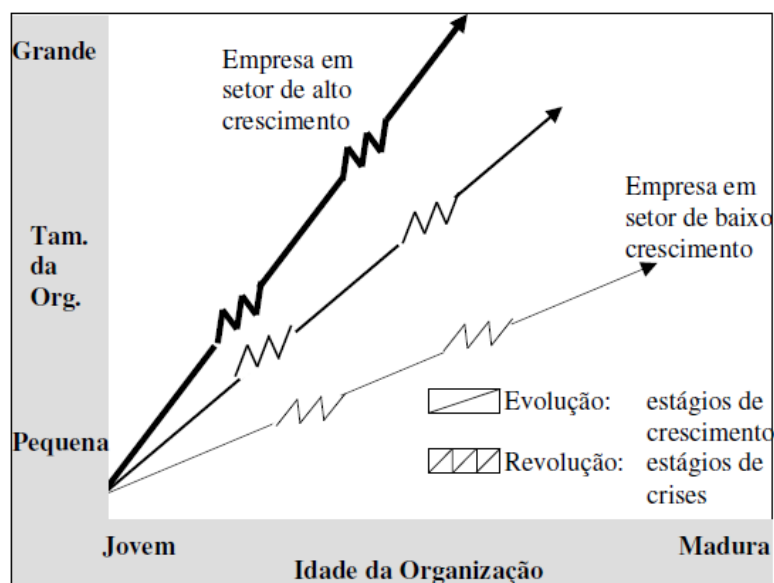 Grande
Empresa em
setor de alto
crescimento
Empresa em
setor de baixo
crescimento
Tam.
da
Org.
Evolução: estágios de
crescimento
Revolução: estágios de
crises
Pequena
Jovem
Madura
Idade da Organização